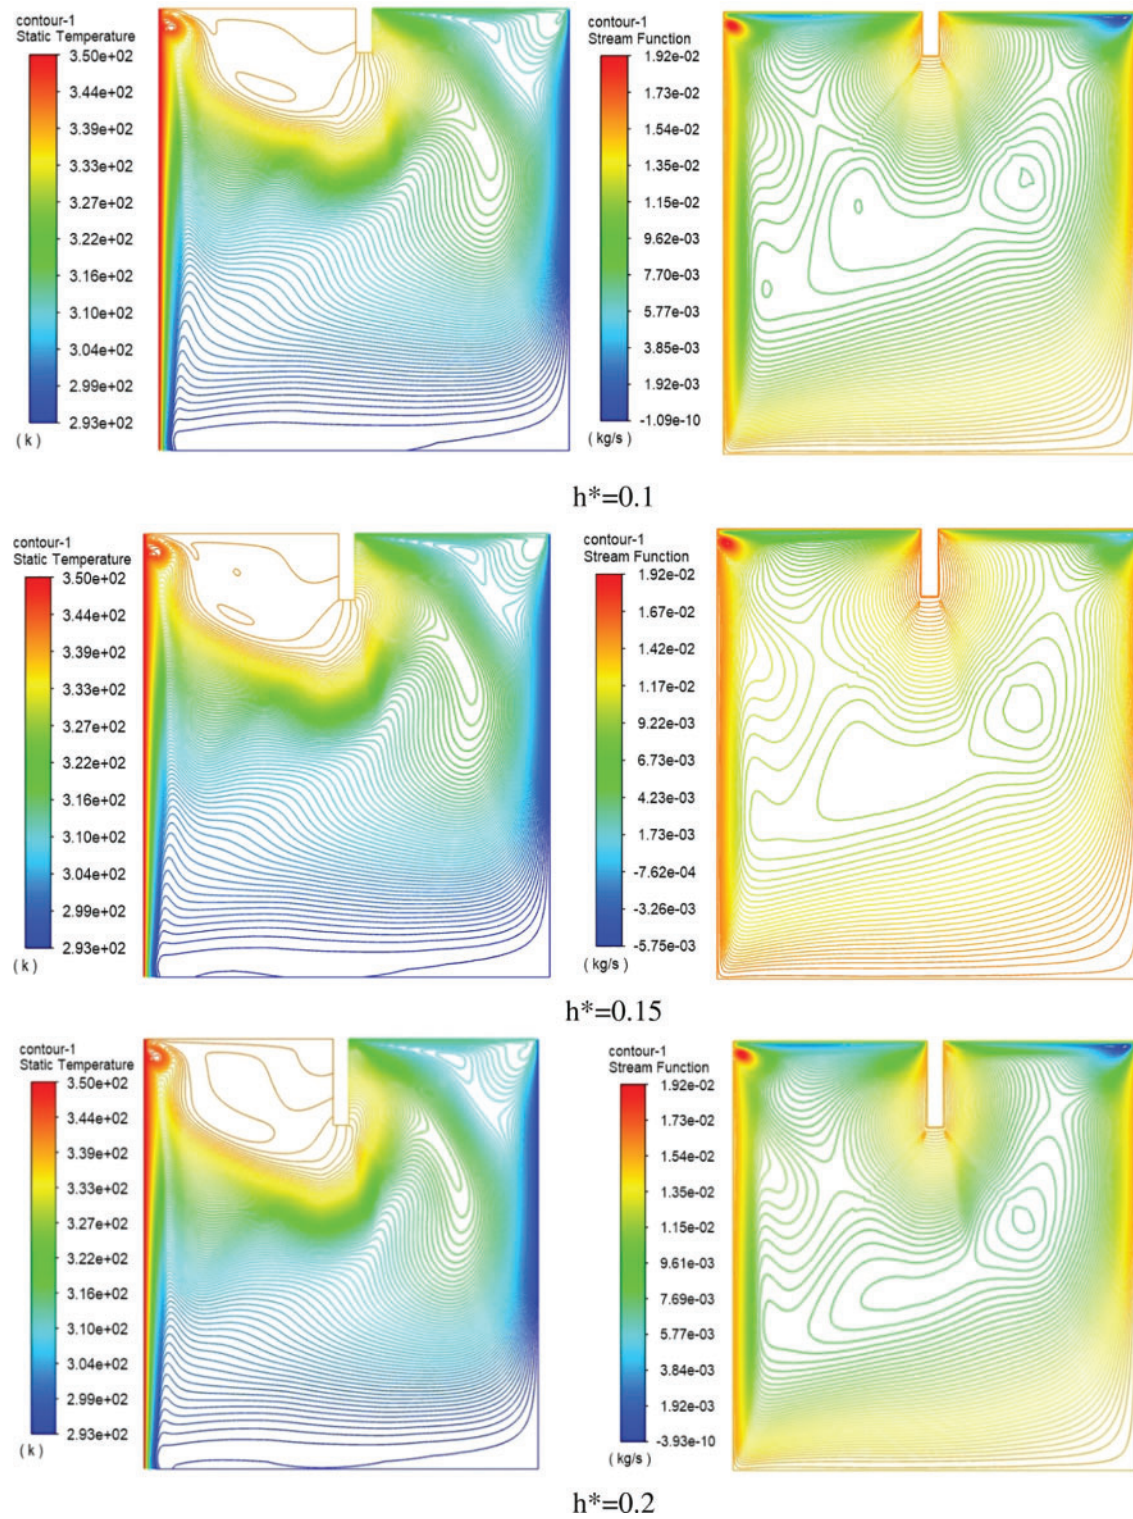 contour-1
Static Temperature
3.50e+02
3.44e+02
3.39e+02
3.33e+02
3.27e+02
3.22e+02
3.16e+02
3.10e+02
3.04e+02
2.99e+02
2.93e+02
( k )
contour-1
Stream Function
1.92e-02
1.73e-02
1.54e-02
1.35e-02
1.15e-02
9.62e-03
7.70e-03
5.77e-03
3.85e-03
1.92e-03
-1.09e-10
( kg/s )
h*=0.1
contour-1
Static Temperature
3.50e+02
3.44e+02
3.39e+02
3.33e+02
3.27e+02
3.22e+02
3.16e+02
3.10e+02
3.04e+02
2.99e+02
2.93e+02
( k )
contour-1
Stream Function
1.92e-02
1.67e-02
1.42e-02
1.17e-02
9.22e-03
6.73e-03
4.23e-03
1.73e-03
-7.62e-04
-3.26e-03
-5.75e-03
( kg/s )
h*=0.15
contour-1
Static Temperature
3.50e+02
3.44e+02
3.39e+02
3.33e+02
3.27e+02
3.22e+02
3.16e+02
3.10e+02
3.04e+02
2.99e+02
2.93e+02
( k )
contour-1
Stream Function
1.92e-02
1.73e-02
1.54e-02
1.35e-02
1.15e-02
9.61e-03
7.69e-03
5.77e-03
3.84e-03
1.92e-03
-3.93e-10
( kg/s )
h*=0.2